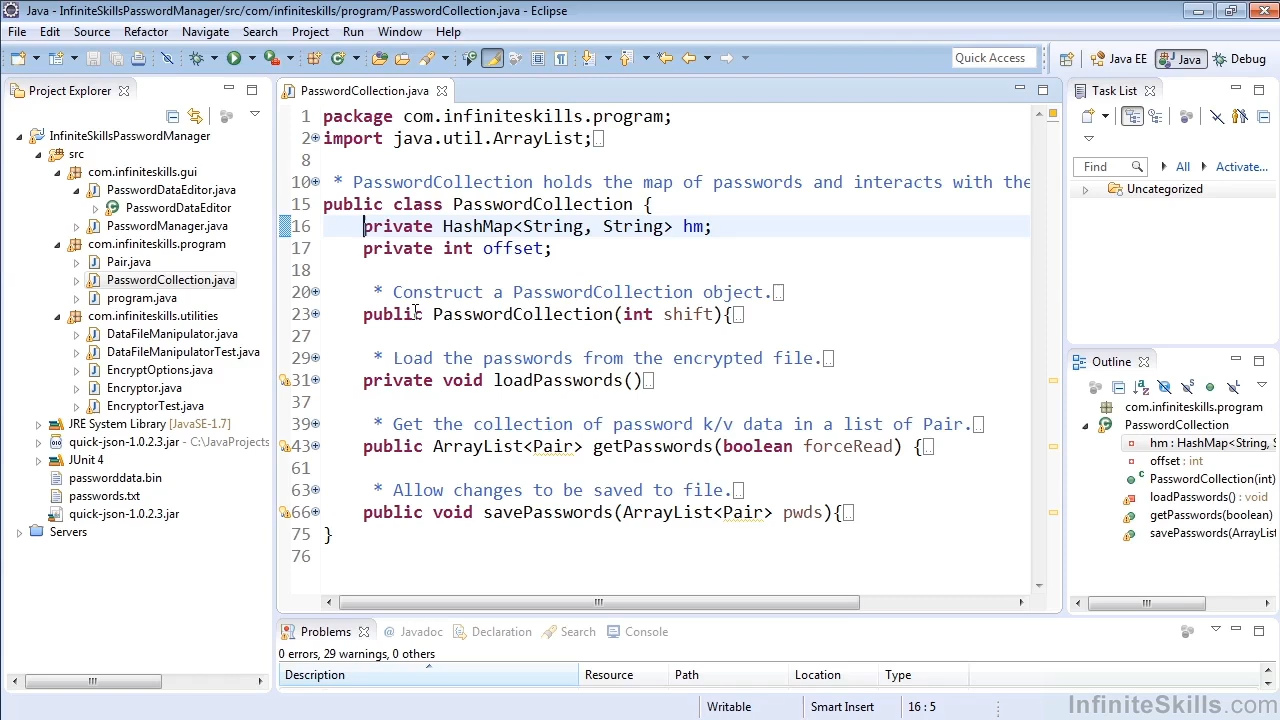 Java - InfiniteSkillsPasswordManager/src/com/infiniteskills/program/PasswordCollection.java - Eclipse
File Edit Source Refactor Navigate Search Project Run Window Help
Quick Access Java EE Java Debug
Project Explorer
InfiniteSkillsPasswordManager
src
com.infiniteskills.gui
PasswordDataEditor.java
PasswordDataEditor
PasswordManager.java
com.infiniteskills.program
Pair.java
PasswordCollection.java
program.java
com.infiniteskills.utilities
DataFileManipulator.java
DataFileManipulatorTest.java
EncryptOptions.java
Encryptor.java
EncryptorTest.java
JRE System Library [JavaSE-1.7]
quick-json-1.0.2.3.jar - C:\JavaProjects
JUnit 4
passworddata.bin
passwords.txt
quick-json-1.0.2.3.jar
Servers
PasswordCollection.java
1 package com.infiniteskills.program;
2 import java.util.ArrayList;
8
10 * PasswordCollection holds the map of passwords and interacts with the
15 public class PasswordCollection {
16 private HashMap<String, String> hm;
17 private int offset;
18
20 * Construct a PasswordCollection object.
23 public PasswordCollection(int shift){
27
29 * Load the passwords from the encrypted file.
31 private void loadPasswords()
37
39 * Get the collection of password k/v data in a list of Pair.
43 public ArrayList<Pair> getPasswords(boolean forceRead) {
61
63 * Allow changes to be saved to file.
66 public void savePasswords(ArrayList<Pair> pwds){
75 }
76
Task List
Find All Activate...
Uncategorized
Outline
com.infiniteskills.program
PasswordCollection
hm : HashMap<String, S
offset : int
PasswordCollection(int)
loadPasswords() : void
getPasswords(boolean)
savePasswords(ArrayList
Problems @ Javadoc Declaration Search Console
0 errors, 29 warnings, 0 others
Description Resource Path Location Type
Writable Smart Insert 16 : 5
InfiniteSkills.com